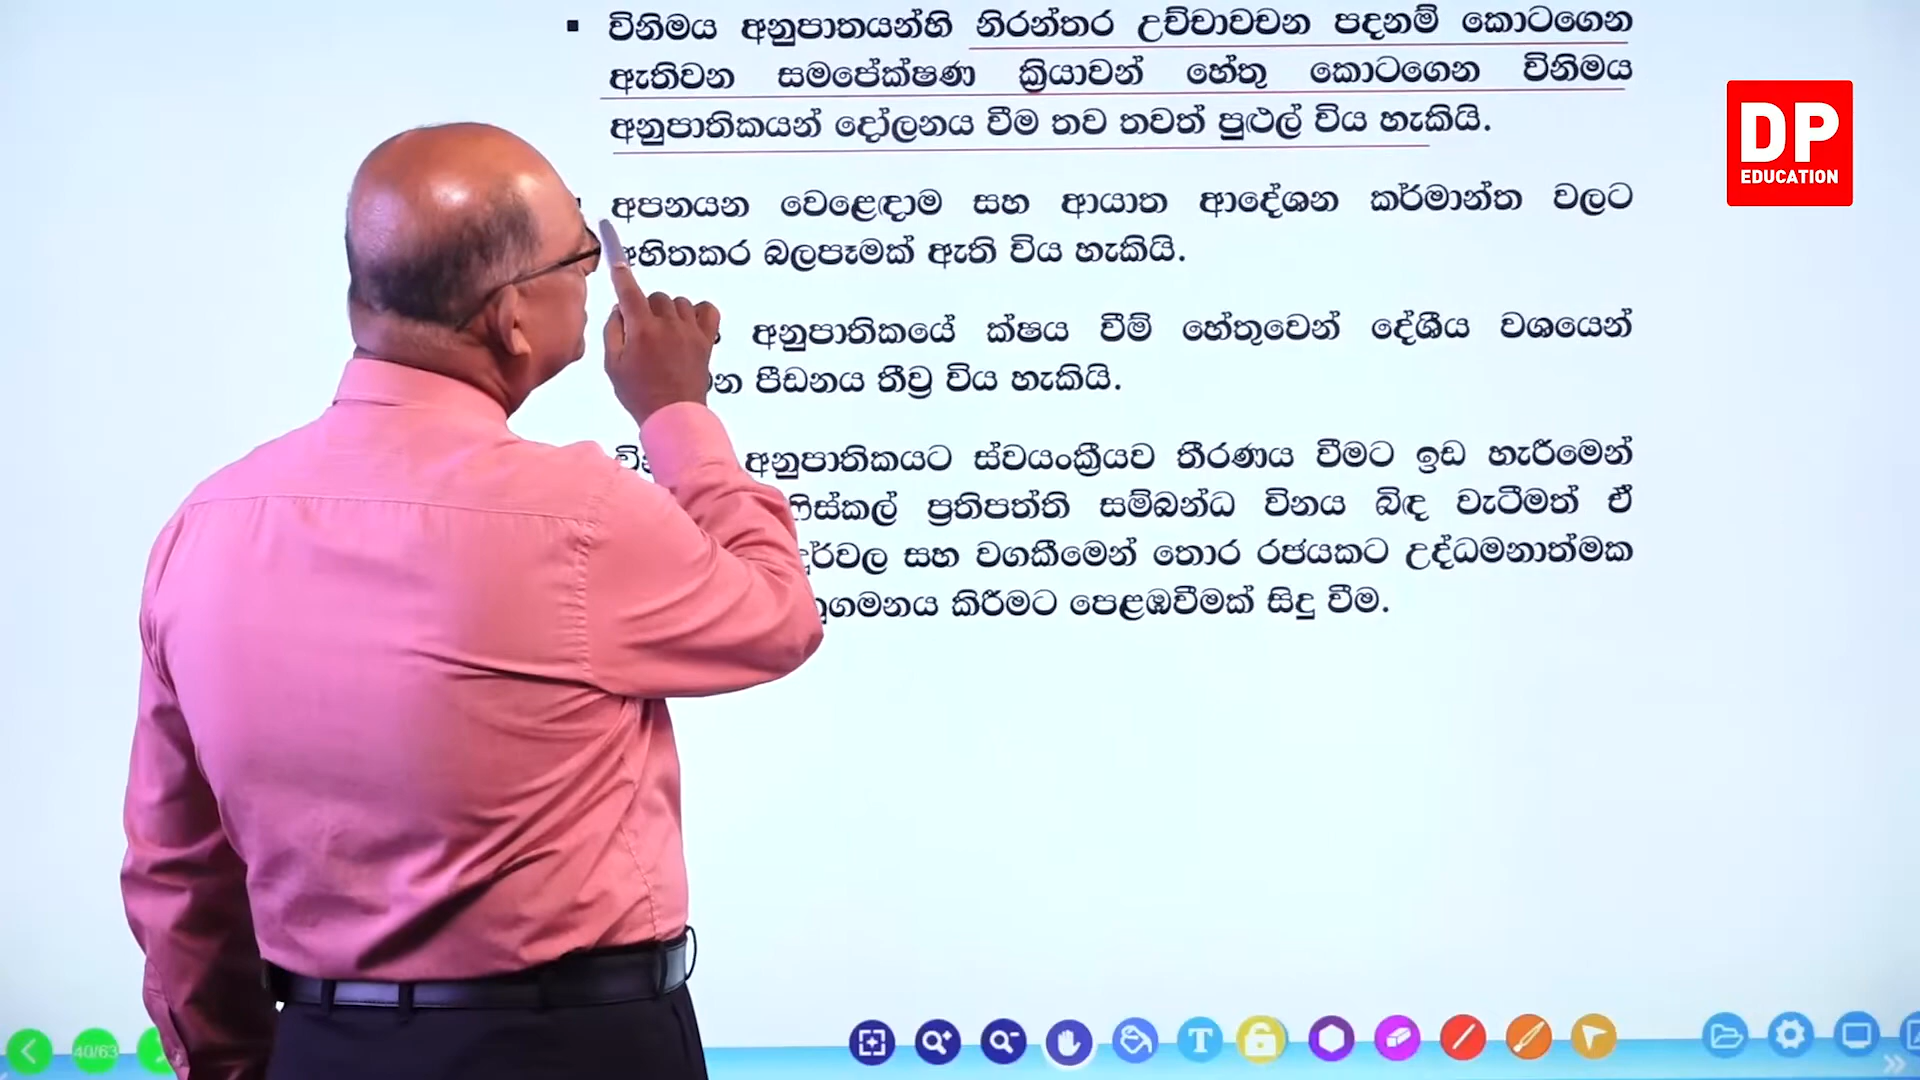 ▪ විනිමය අනුපාතයන්හි නිරන්තර උච්චාවචන පදනම් කොටගෙන
ඇතිවන සමපේක්ෂණ ක්‍රියාවන් හේතු කොටගෙන විනිමය
අනුපාතිකයන් දෝලනය වීම තව තවත් පුළුල් විය හැකියි.
DP
EDUCATION
අපනයන වෙළෙඳාම සහ ආයාත ආදේශන කර්මාන්ත වලට
අහිතකර බලපෑමක් ඇති විය හැකියි.
අනුපාතිකයේ ක්ෂය වීම් හේතුවෙන් දේශීය වශයෙන්
පීඩනය තීව්‍ර විය හැකියි.
අනුපාතිකයට ස්වයංක්‍රීයව තීරණය වීමට ඉඩ හැරීමෙන්
ප්‍රතිපත්ති සම්බන්ධ විනය බිඳ වැටීමත් ඒ
සහ වගකීමෙන් තොර රජයකට උද්ධමනාත්මක
කිරීමට පෙළඹවීමක් සිදු වීම.
40/63
T